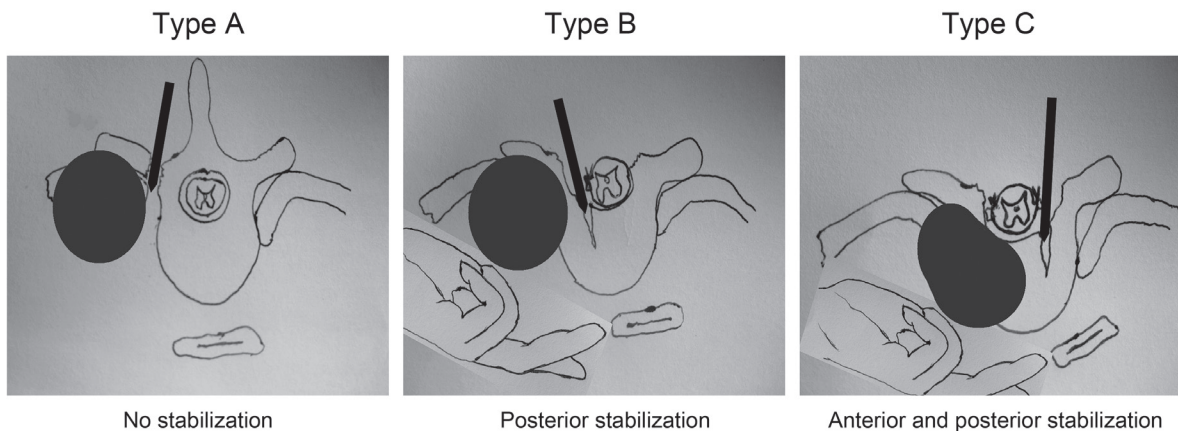 Type A
Type B
Type C
No stabilization
Posterior stabilization
Anterior and posterior stabilization